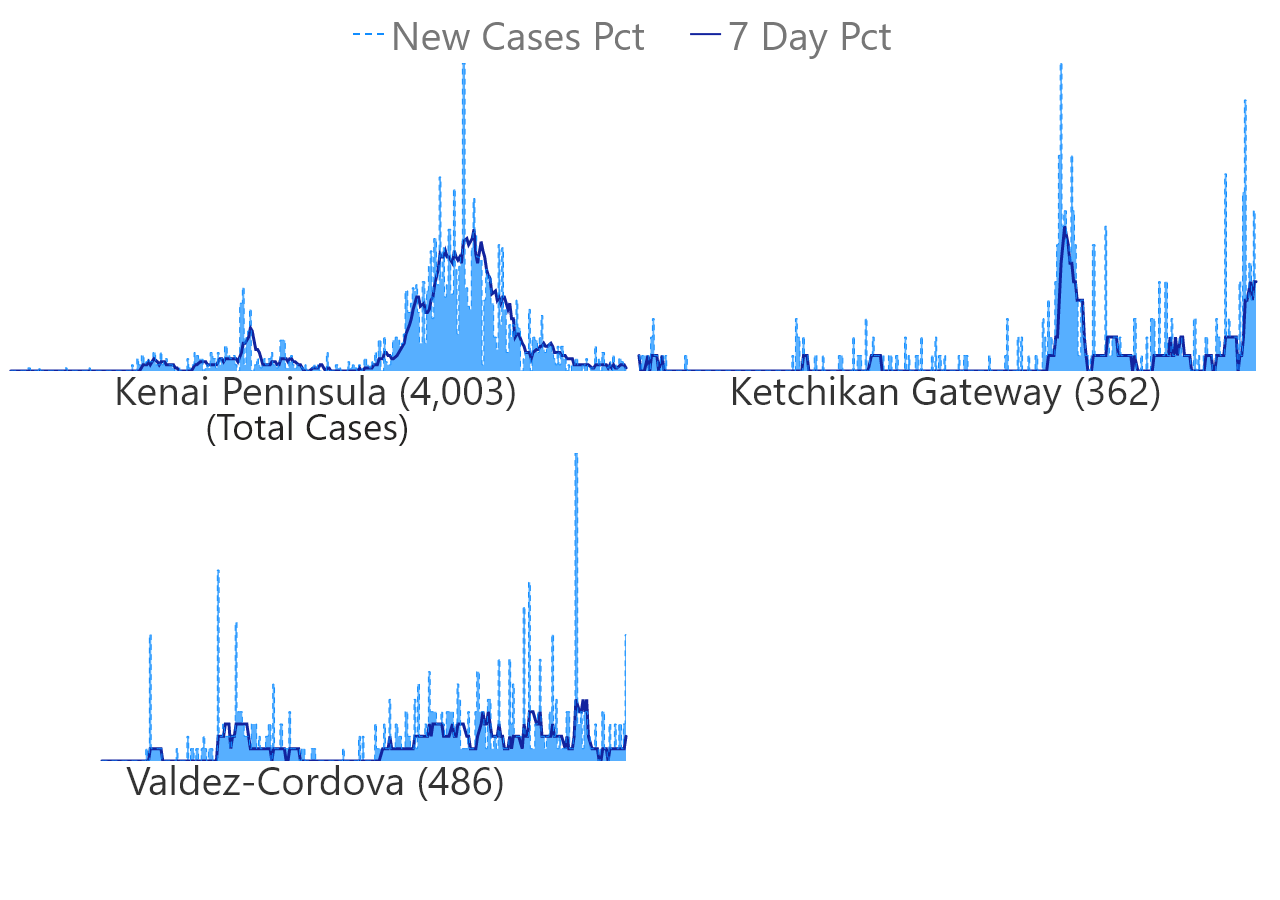 New Cases Pct 7 Day Pct
Kenai Peninsula (4,003)
(Total Cases)
Ketchikan Gateway (362)
Valdez-Cordova (486)